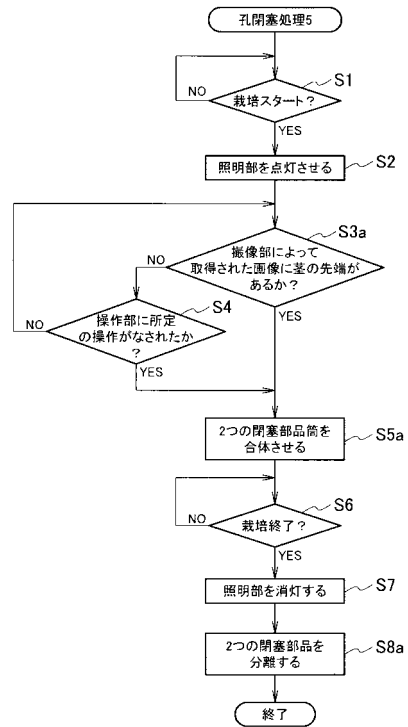 孔閉塞処理5
S1
栽培スタート？
NO
YES
照明部を点灯させる
S2
S3a
撮像部によって
取得された画像に茎の先端が
あるか？
NO
YES
S4
操作部に所定
の操作がなされたか
？
NO
YES
2つの閉塞部品筒を
合体させる
S5a
S6
栽培終了？
NO
YES
照明部を消灯する
S7
2つの閉塞部品を
分離する
S8a
終了